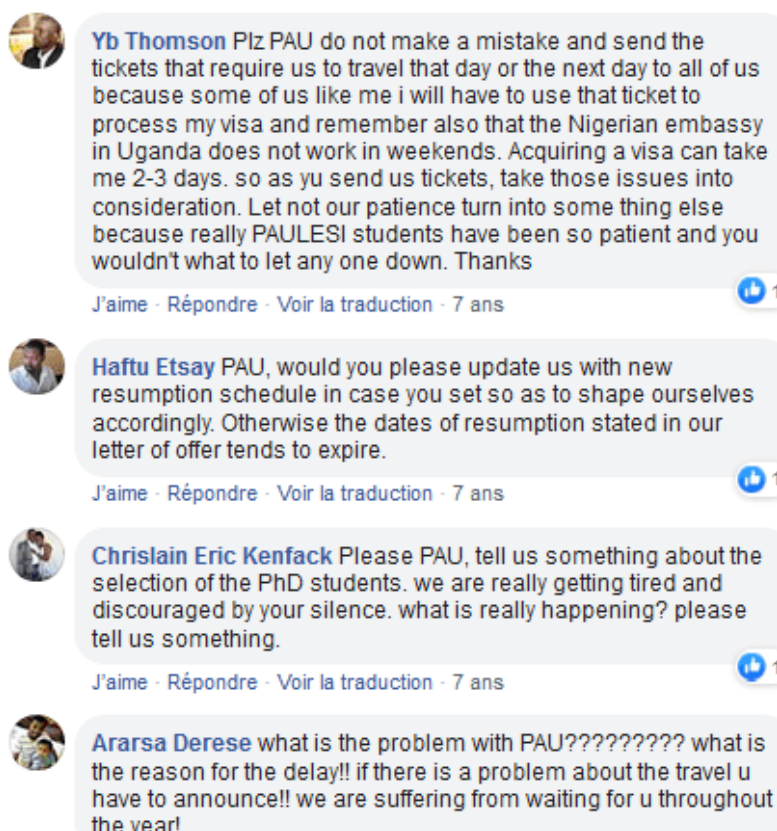 Yb Thomson Plz PAU do not make a mistake and send the
tickets that require us to travel that day or the next day to all of us
because some of us like me i will have to use that ticket to
process my visa and remember also that the Nigerian embassy
in Uganda does not work in weekends. Acquiring a visa can take
me 2-3 days. so as yu send us tickets, take those issues into
consideration. Let not our patience turn into some thing else
because really PAULESI students have been so patient and you
wouldn't what to let any one down. Thanks
J'aime · Répondre · Voir la traduction · 7 ans
1
Haftu Etsay PAU, would you please update us with new
resumption schedule in case you set so as to shape ourselves
accordingly. Otherwise the dates of resumption stated in our
letter of offer tends to expire.
J'aime · Répondre · Voir la traduction · 7 ans
1
Chrislain Eric Kenfack Please PAU, tell us something about the
selection of the PhD students. we are really getting tired and
discouraged by your silence. what is really happening? please
tell us something.
J'aime · Répondre · Voir la traduction · 7 ans
1
Ararsa Derese what is the problem with PAU????????? what is
the reason for the delay!! if there is a problem about the travel u
have to announce!! we are suffering from waiting for u throughout
the year!